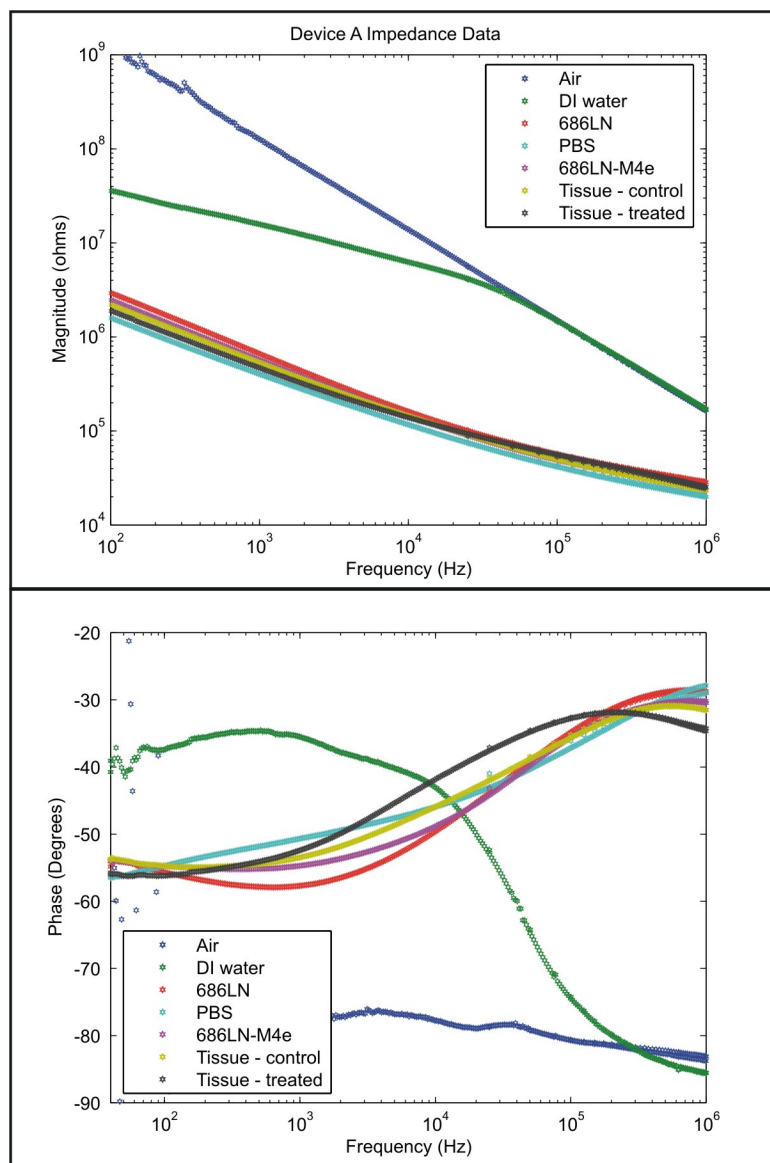 Device A Impedance Data
10^9
10^8
10^7
10^6
10^5
10^4
Magnitude (ohms)
Air
DI water
686LN
PBS
686LN-M4e
Tissue - control
Tissue - treated
10^2 10^3 10^4 10^5 10^6
Frequency (Hz)
-20
-30
-40
-50
-60
-70
-80
-90
Phase (Degrees)
Air
DI water
686LN
PBS
686LN-M4e
Tissue - control
Tissue - treated
10^2 10^3 10^4 10^5 10^6
Frequency (Hz)